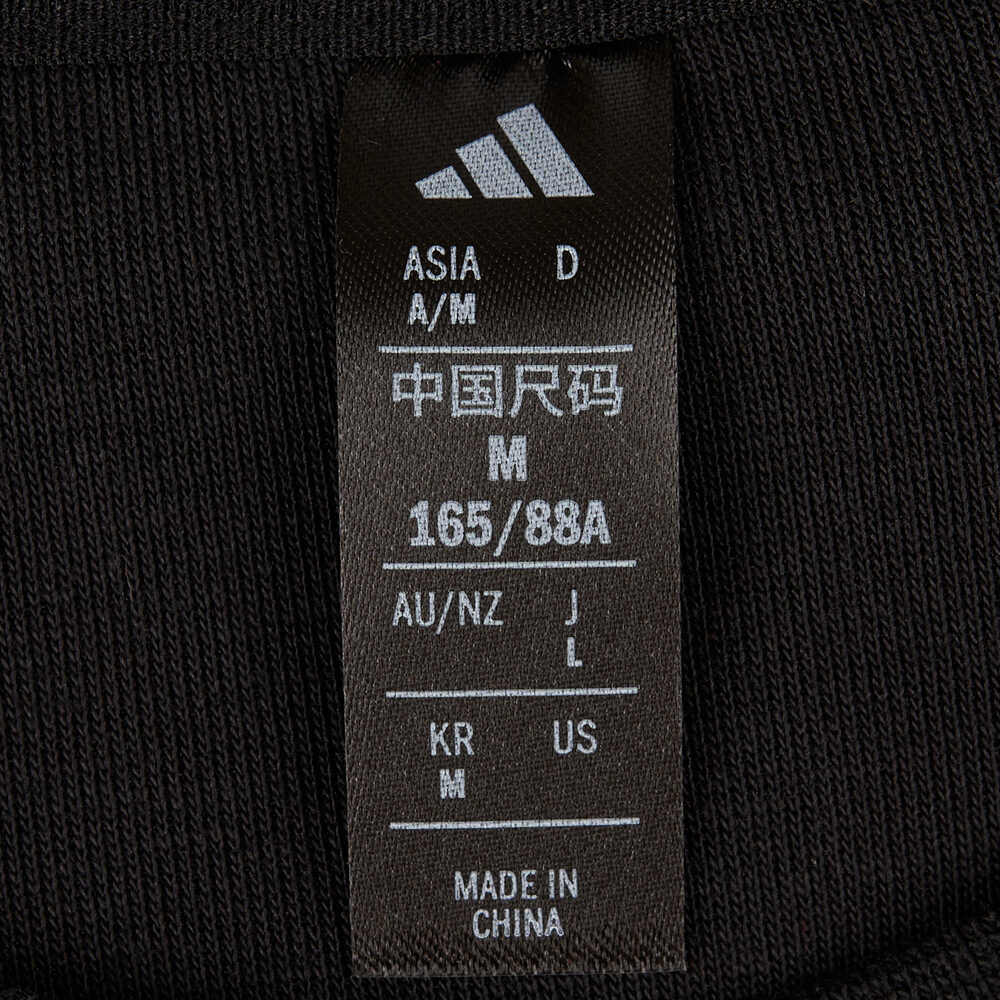 ASIA D
A/M
中国尺码
M
165/88A
AU/NZ J
L
KR US
M
MADE IN
CHINA